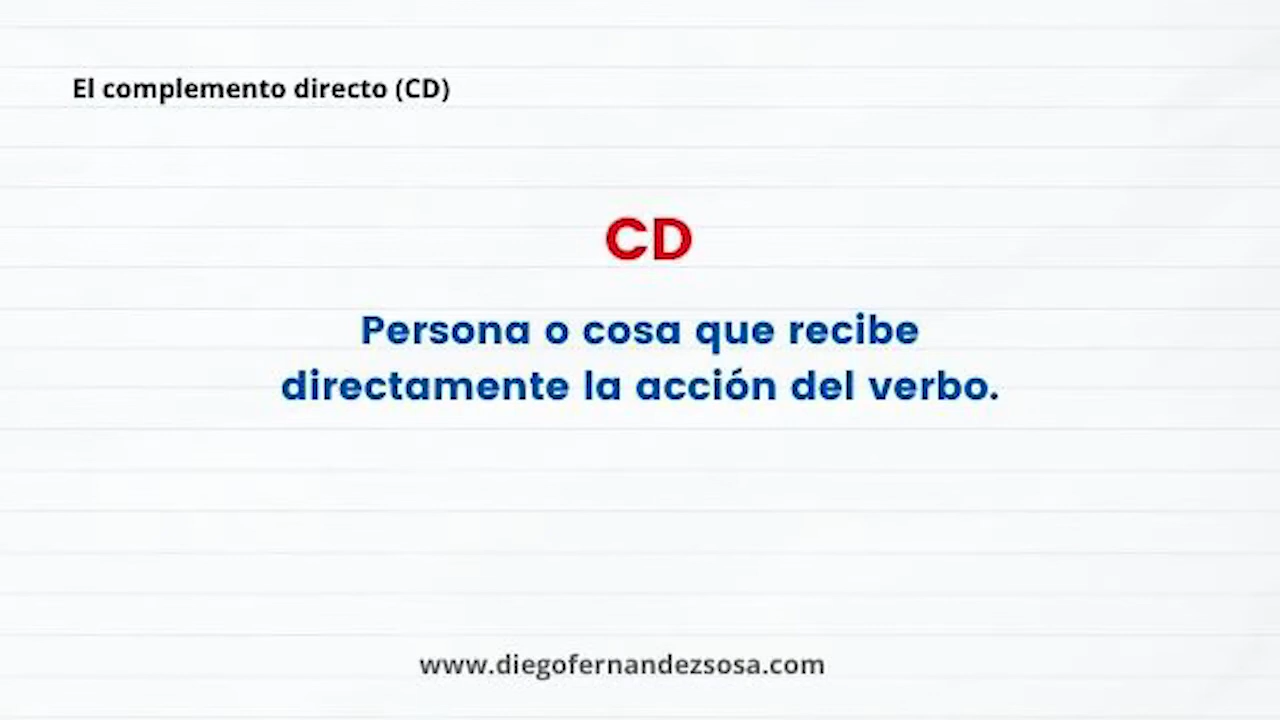 El complemento directo (CD)
CD
Persona o cosa que recibe
directamente la acción del verbo.
www.diegofernandezsosa.com